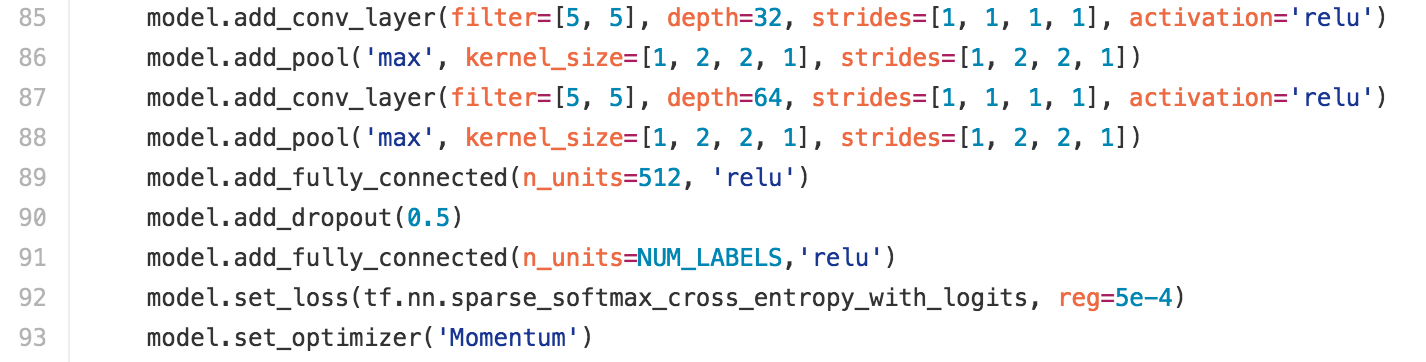 85 model.add_conv_layer(filter=[5, 5], depth=32, strides=[1, 1, 1, 1], activation='relu')
86 model.add_pool('max', kernel_size=[1, 2, 2, 1], strides=[1, 2, 2, 1])
87 model.add_conv_layer(filter=[5, 5], depth=64, strides=[1, 1, 1, 1], activation='relu')
88 model.add_pool('max', kernel_size=[1, 2, 2, 1], strides=[1, 2, 2, 1])
89 model.add_fully_connected(n_units=512, 'relu')
90 model.add_dropout(0.5)
91 model.add_fully_connected(n_units=NUM_LABELS,'relu')
92 model.set_loss(tf.nn.sparse_softmax_cross_entropy_with_logits, reg=5e-4)
93 model.set_optimizer('Momentum')